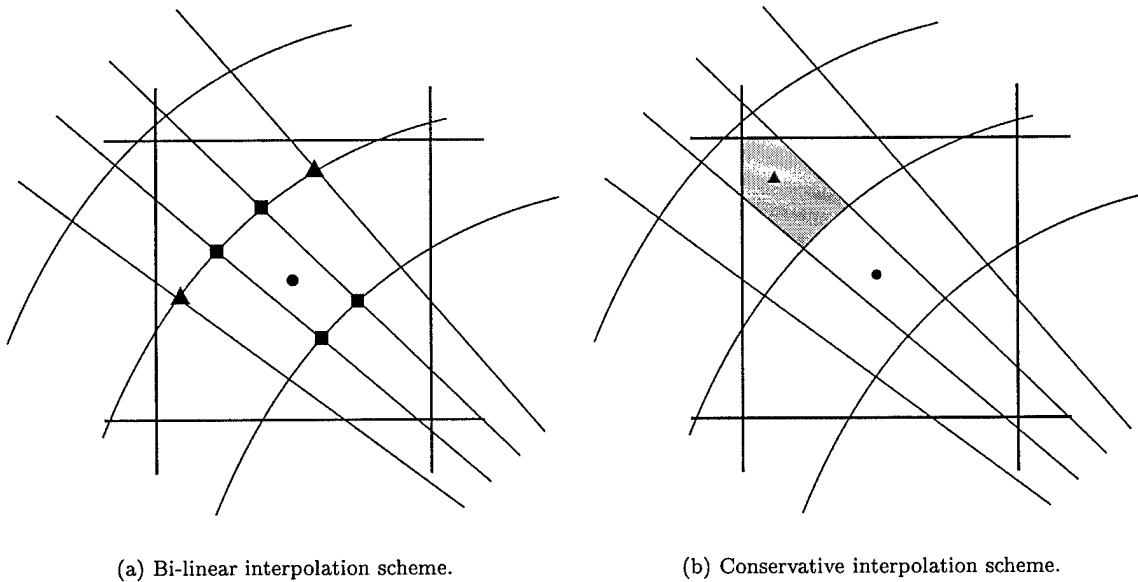 (a) Bi-linear interpolation scheme.
(b) Conservative interpolation scheme.